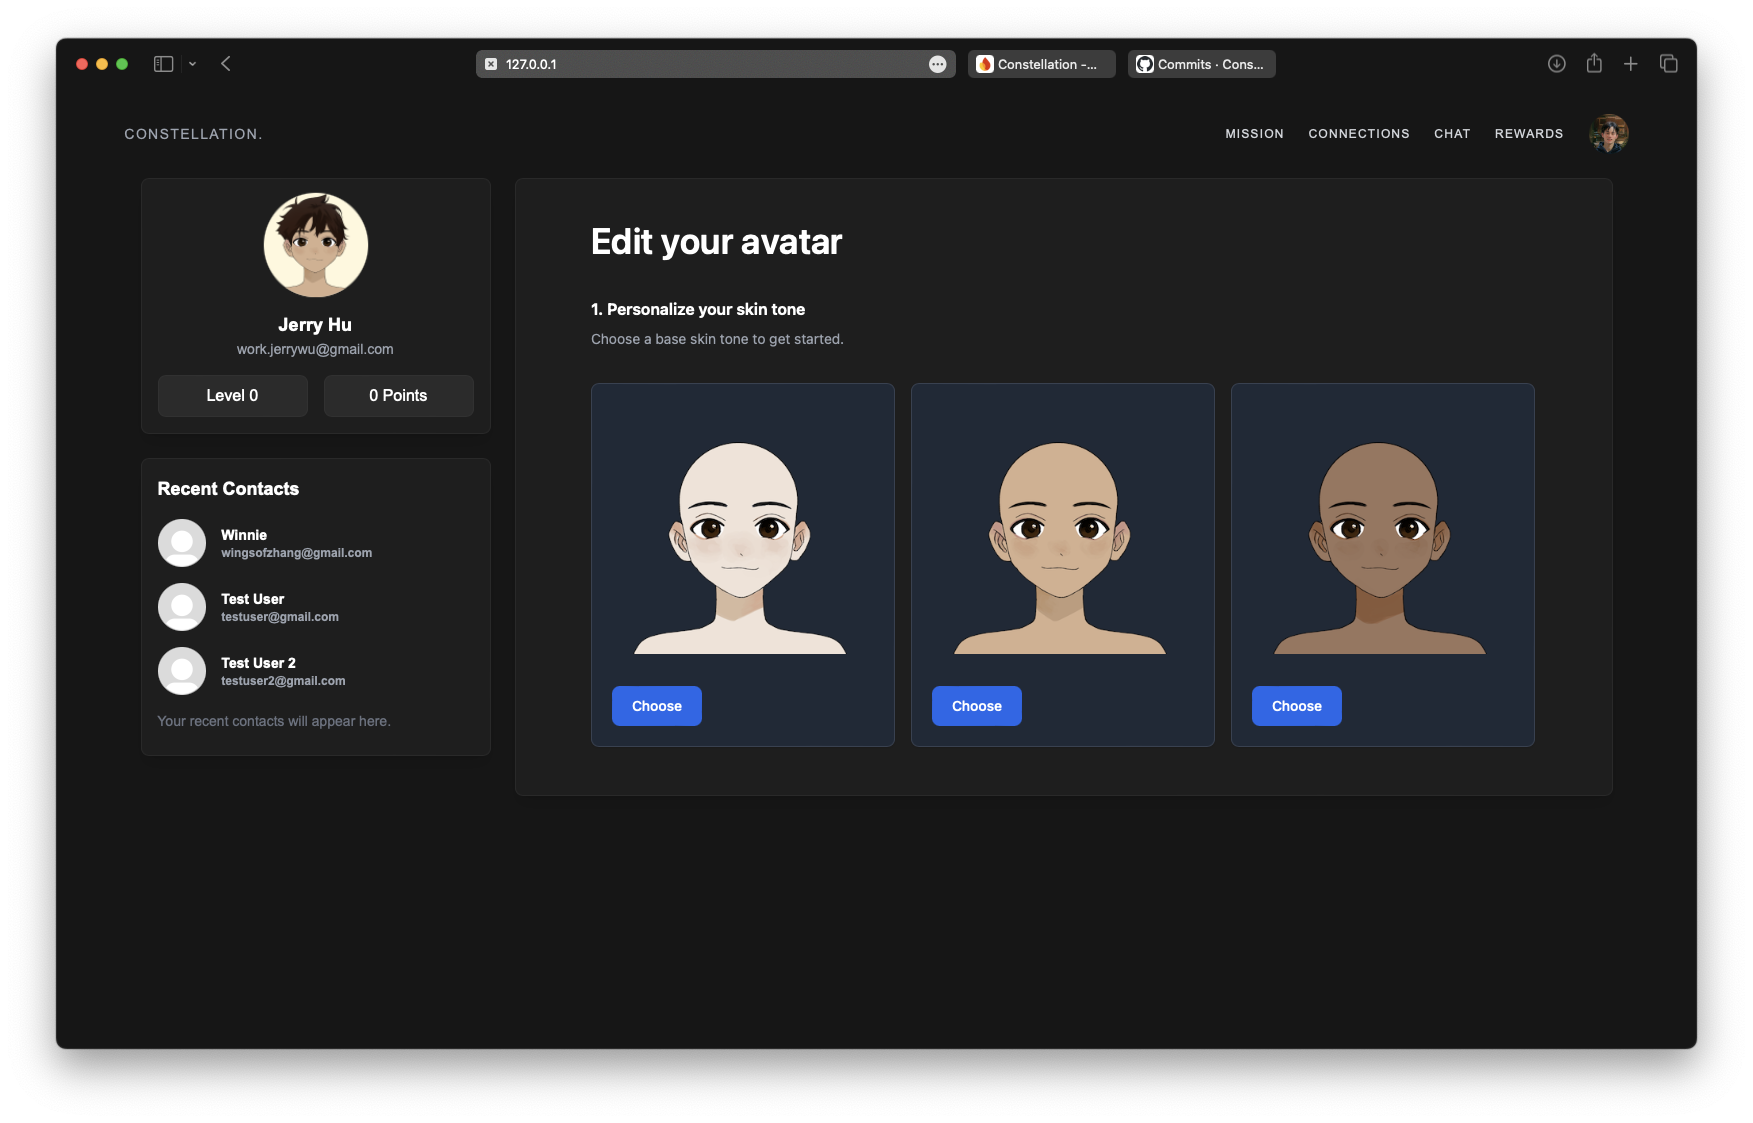 127.0.0.1
Constellation -...
Commits · Cons...
CONSTELLATION.
MISSION
CONNECTIONS
CHAT
REWARDS
Jerry Hu
work.jerrywu@gmail.com
Level 0
0 Points
Recent Contacts
Winnie
wingsofzhang@gmail.com
Test User
testuser@gmail.com
Test User 2
testuser2@gmail.com
Your recent contacts will appear here.
Edit your avatar
1. Personalize your skin tone
Choose a base skin tone to get started.
Choose
Choose
Choose